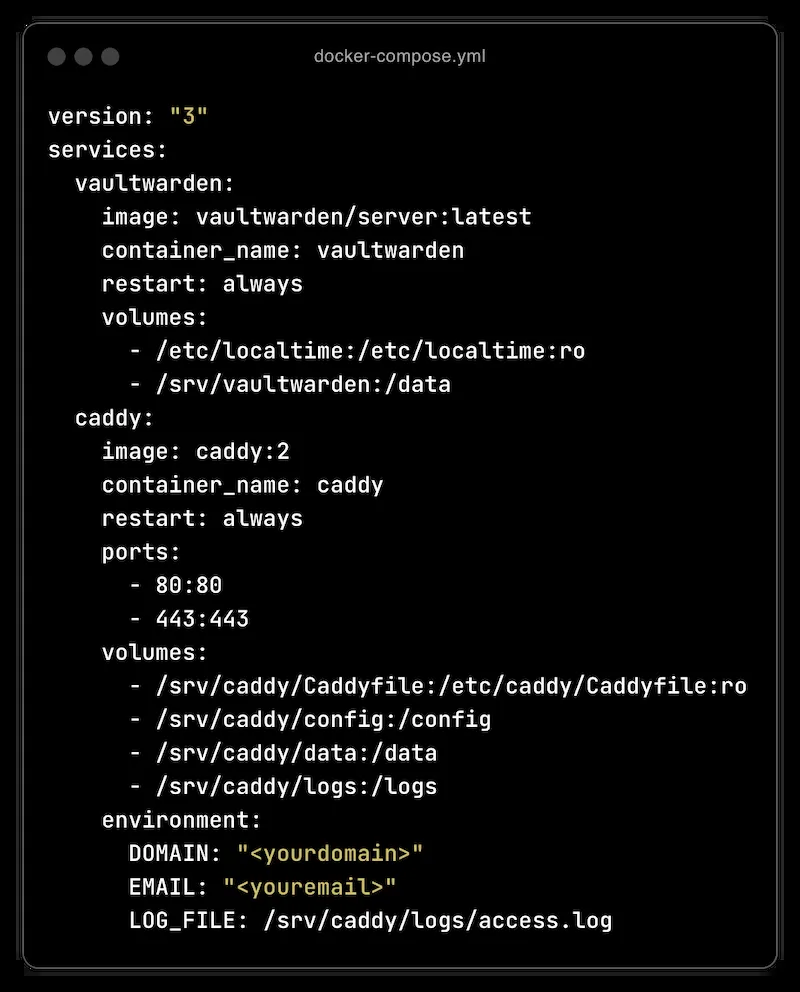 docker-compose.yml
version: "3"
services:
  vaultwarden:
    image: vaultwarden/server:latest
    container_name: vaultwarden
    restart: always
    volumes:
      - /etc/localtime:/etc/localtime:ro
      - /srv/vaultwarden:/data
  caddy:
    image: caddy:2
    container_name: caddy
    restart: always
    ports:
      - 80:80
      - 443:443
    volumes:
      - /srv/caddy/Caddyfile:/etc/caddy/Caddyfile:ro
      - /srv/caddy/config:/config
      - /srv/caddy/data:/data
      - /srv/caddy/logs:/logs
    environment:
      DOMAIN: "<yourdomain>"
      EMAIL: "<youremail>"
      LOG_FILE: /srv/caddy/logs/access.log